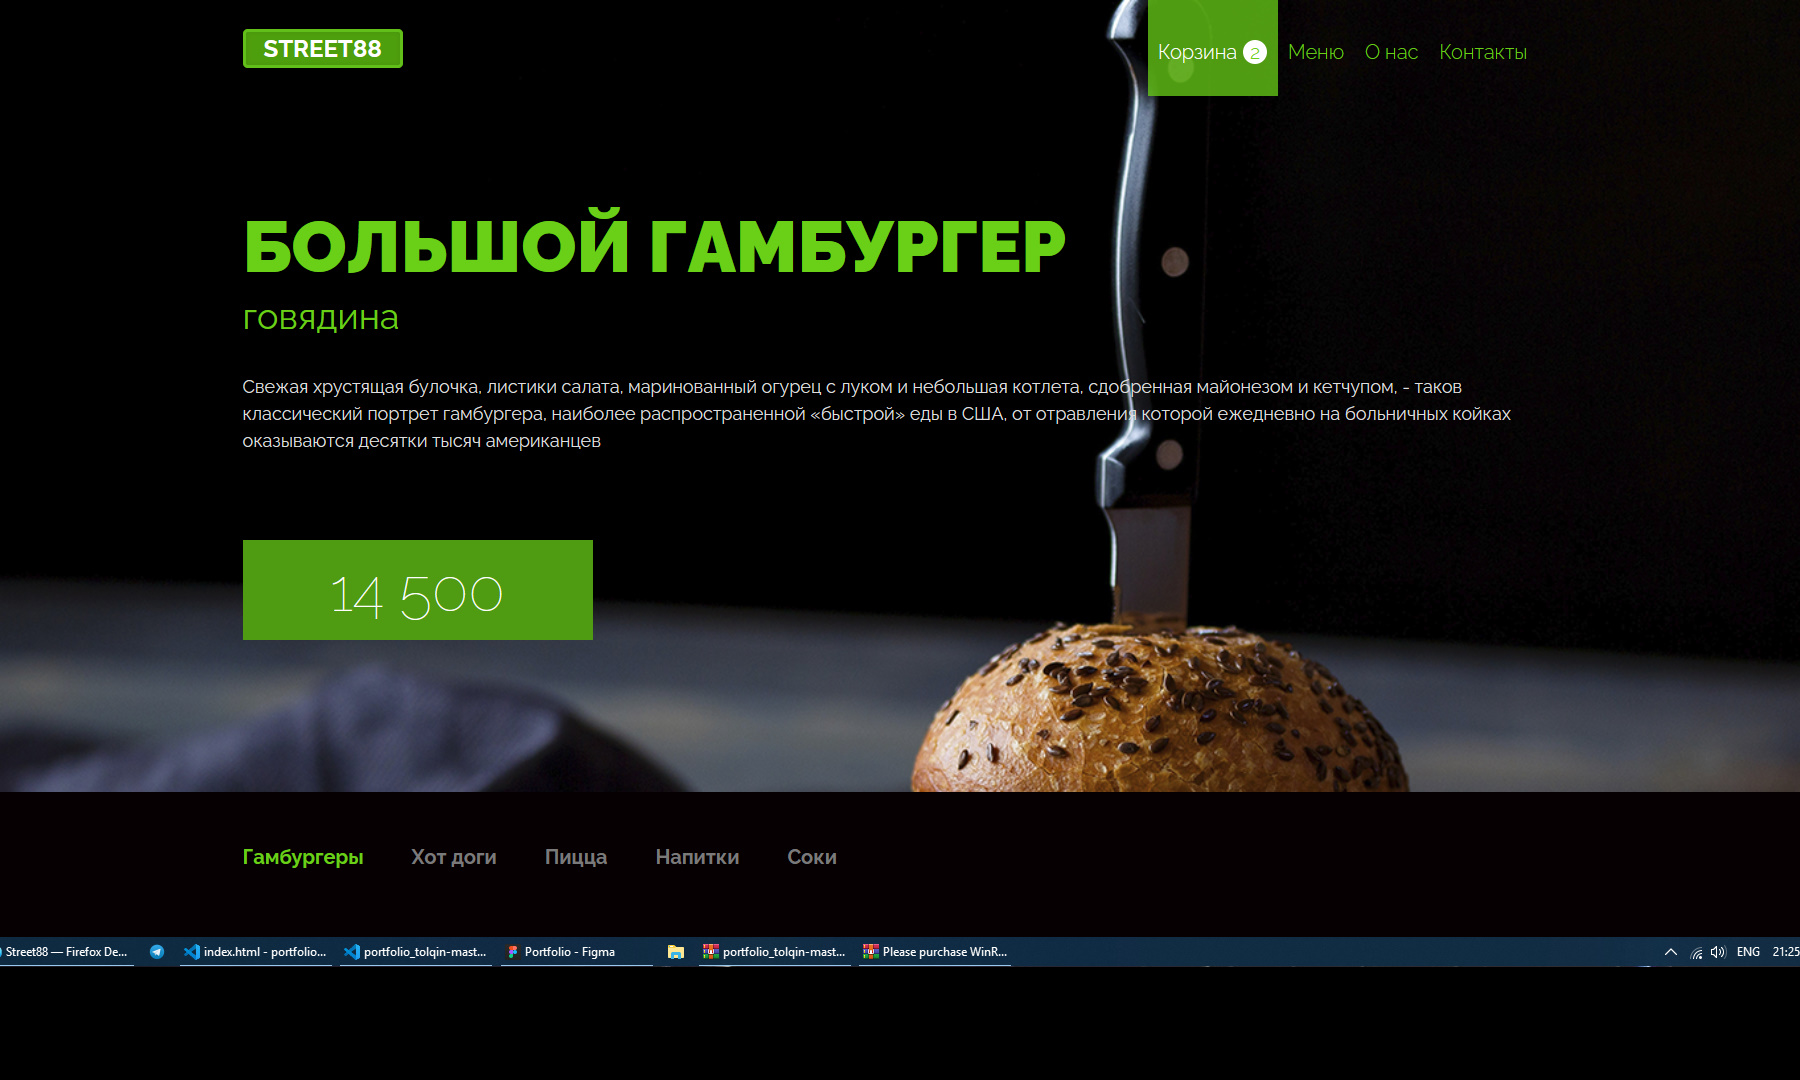 STREET88
Корзина 2 Меню О нас Контакты
БОЛЬШОЙ ГАМБУРГЕР
говядина
Свежая хрустящая булочка, листики салата, маринованный огурец с луком и небольшая котлета, сдобренная майонезом и кетчупом, - таков
классический портрет гамбургера, наиболее распространенной «быстрой» еды в США, от отравления которой ежедневно на больничных койках
оказываются десятки тысяч американцев
14 500
Гамбургеры Хот доги Пицца Напитки Соки
Street88 — Firefox De... index.html - portfolio... portfolio_tolqin-mast... Portfolio - Figma portfolio_tolqin-mast... Please purchase WinR... ENG 21:25